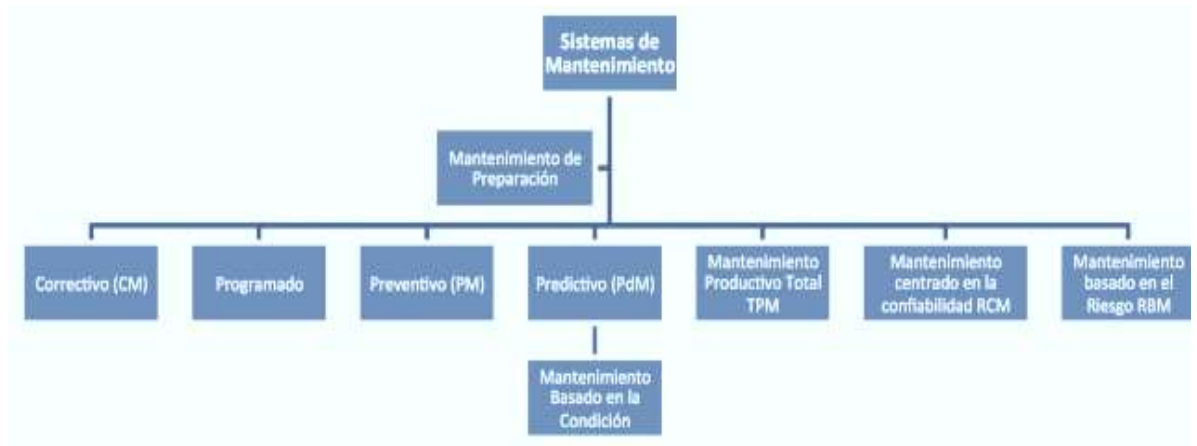 Sistemas de
Mantenimiento
Mantenimiento de
Preparación
Correctivo (CM)
Programado
Preventivo (PM)
Predictivo (PdM)
Mantenimiento
Productivo Total
TPM
Mantenimiento
centrado en la
confiabilidad RCM
Mantenimiento
basado en el
Riesgo RBM
Mantenimiento
Basado en la
Condición